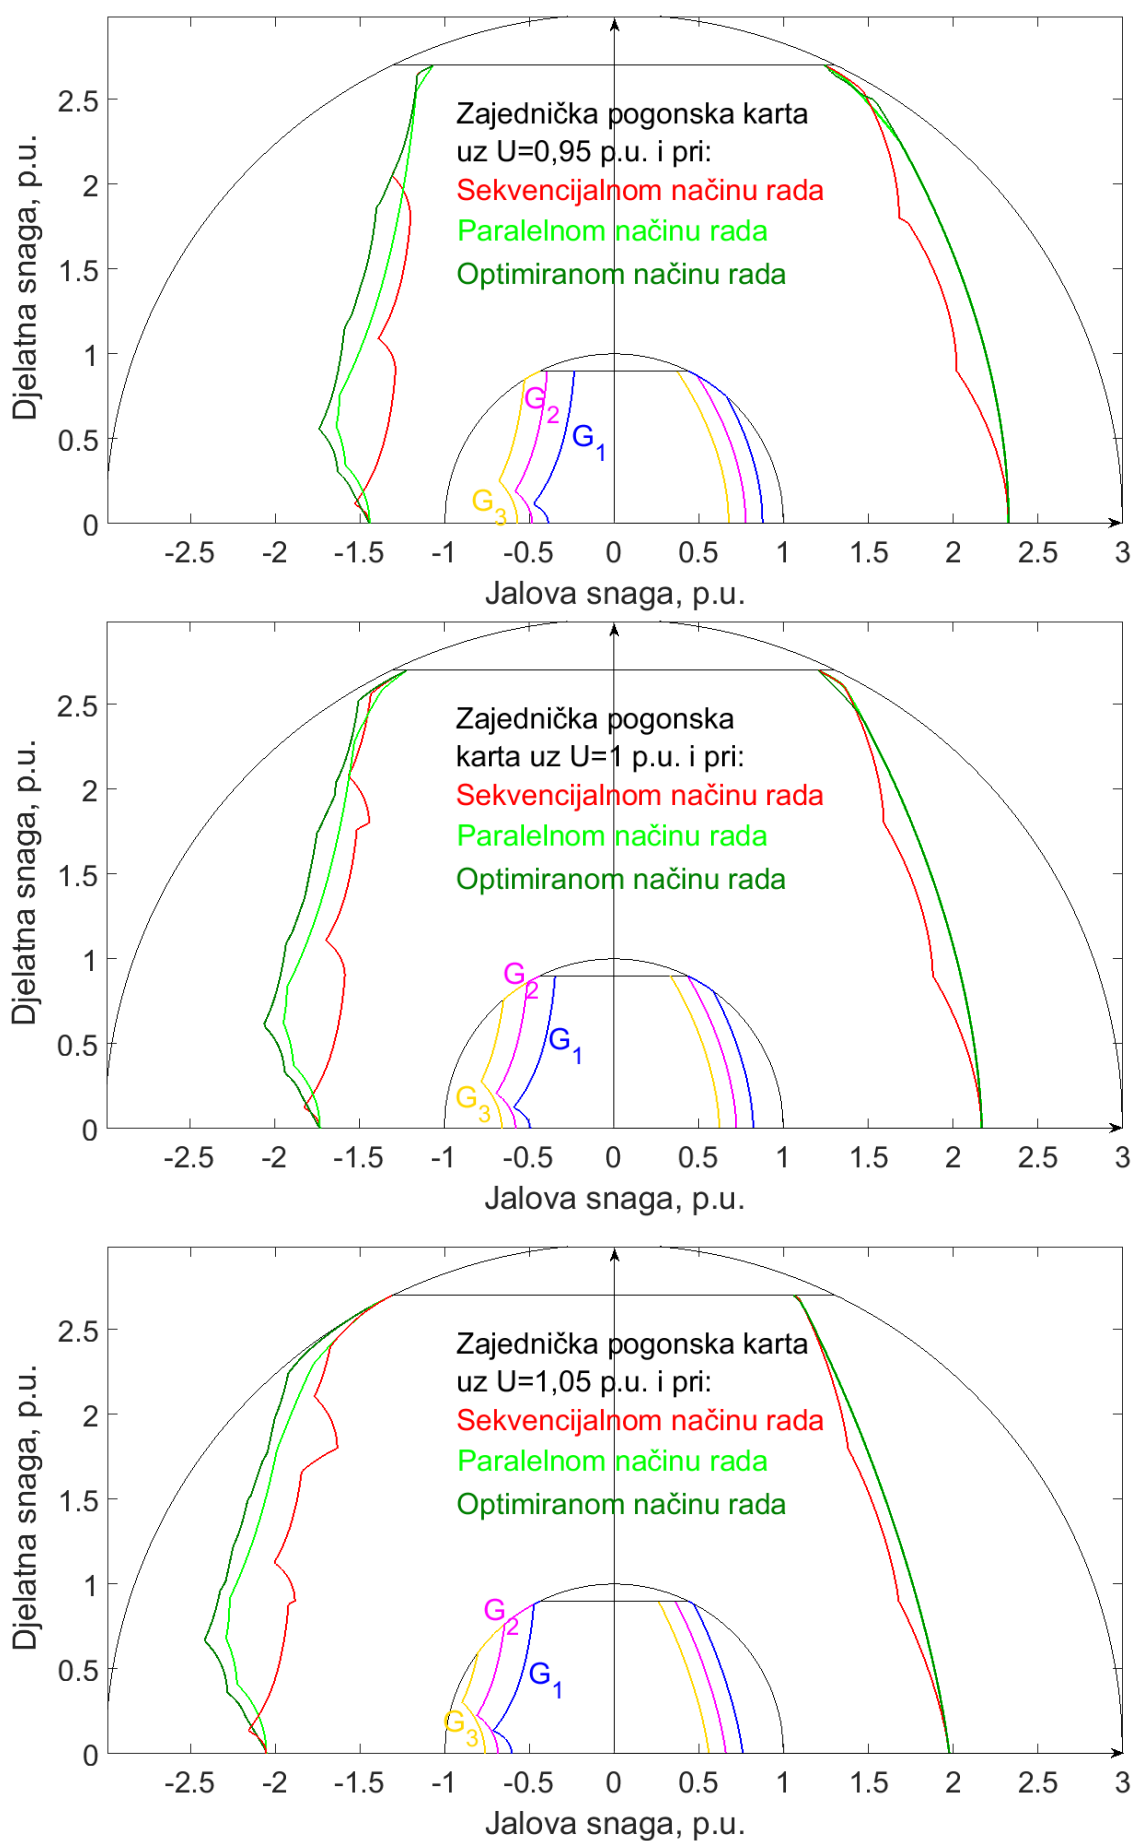 2.5
2
1.5
1
0.5
0
Djelatna snaga, p.u.
Zajednička pogonska karta
uz U=0,95 p.u. i pri:
Sekvencijalnom načinu rada
Paralelnom načinu rada
Optimiranom načinu rada
G2
G1
G3
-2.5 -2 -1.5 -1 -0.5 0 0.5 1 1.5 2 2.5 3
Jalova snaga, p.u.
2.5
2
1.5
1
0.5
0
Djelatna snaga, p.u.
Zajednička pogonska
karta uz U=1 p.u. i pri:
Sekvencijalnom načinu rada
Paralelnom načinu rada
Optimiranom načinu rada
G2
G1
G3
-2.5 -2 -1.5 -1 -0.5 0 0.5 1 1.5 2 2.5 3
Jalova snaga, p.u.
2.5
2
1.5
1
0.5
0
Djelatna snaga, p.u.
Zajednička pogonska karta
uz U=1,05 p.u. i pri:
Sekvencijalnom načinu rada
Paralelnom načinu rada
Optimiranom načinu rada
G2
G1
G3
-2.5 -2 -1.5 -1 -0.5 0 0.5 1 1.5 2 2.5 3
Jalova snaga, p.u.